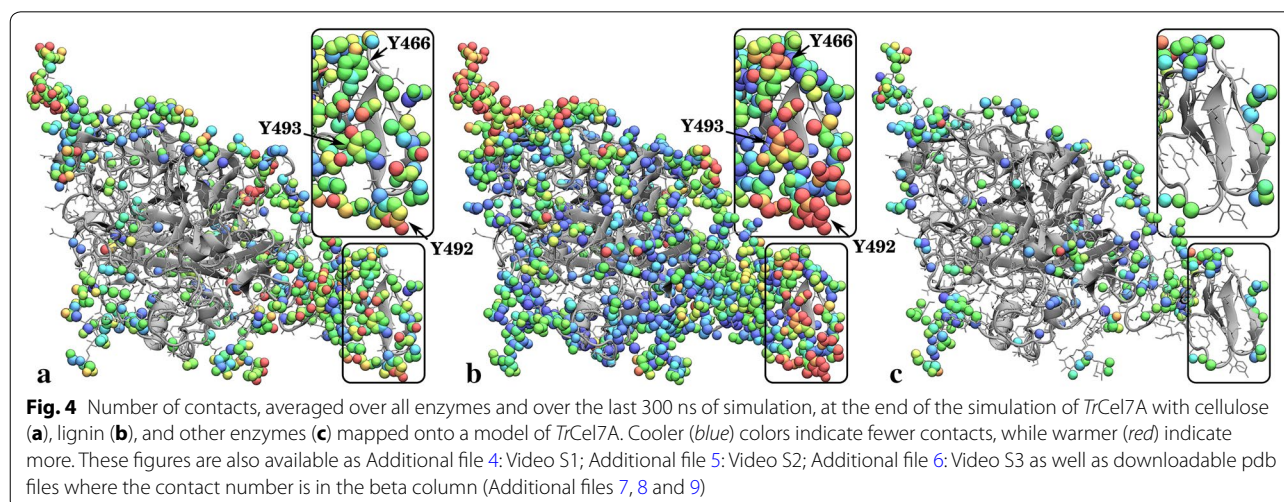 Y466
Y493
Y492
a
Y466
Y493
Y492
b
c
Fig. 4 Number of contacts, averaged over all enzymes and over the last 300 ns of simulation, at the end of the simulation of TrCel7A with cellulose
(a), lignin (b), and other enzymes (c) mapped onto a model of TrCel7A. Cooler (blue) colors indicate fewer contacts, while warmer (red) indicate
more. These figures are also available as Additional file 4: Video S1; Additional file 5: Video S2; Additional file 6: Video S3 as well as downloadable pdb
files where the contact number is in the beta column (Additional files 7, 8 and 9)